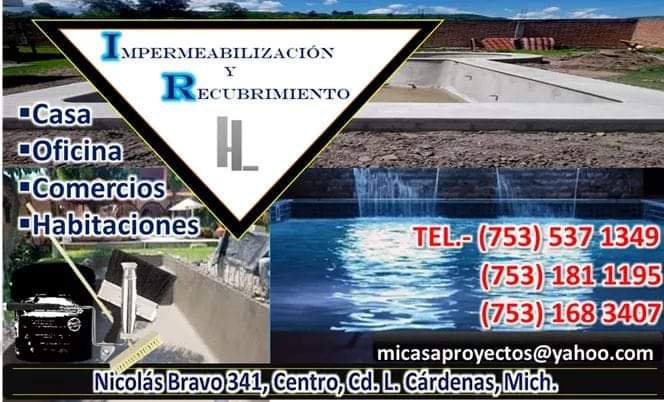 IMPERMEABILIZACIÓN
Y
RECUBRIMIENTO
HL
▪Casa
▪Oficina
▪Comercios
▪Habitaciones
TEL.- (753) 537 1349
(753) 181 1195
(753) 168 3407
micasaproyectos@yahoo.com
Nicolás Bravo 341, Centro, Cd. L. Cárdenas, Mich.